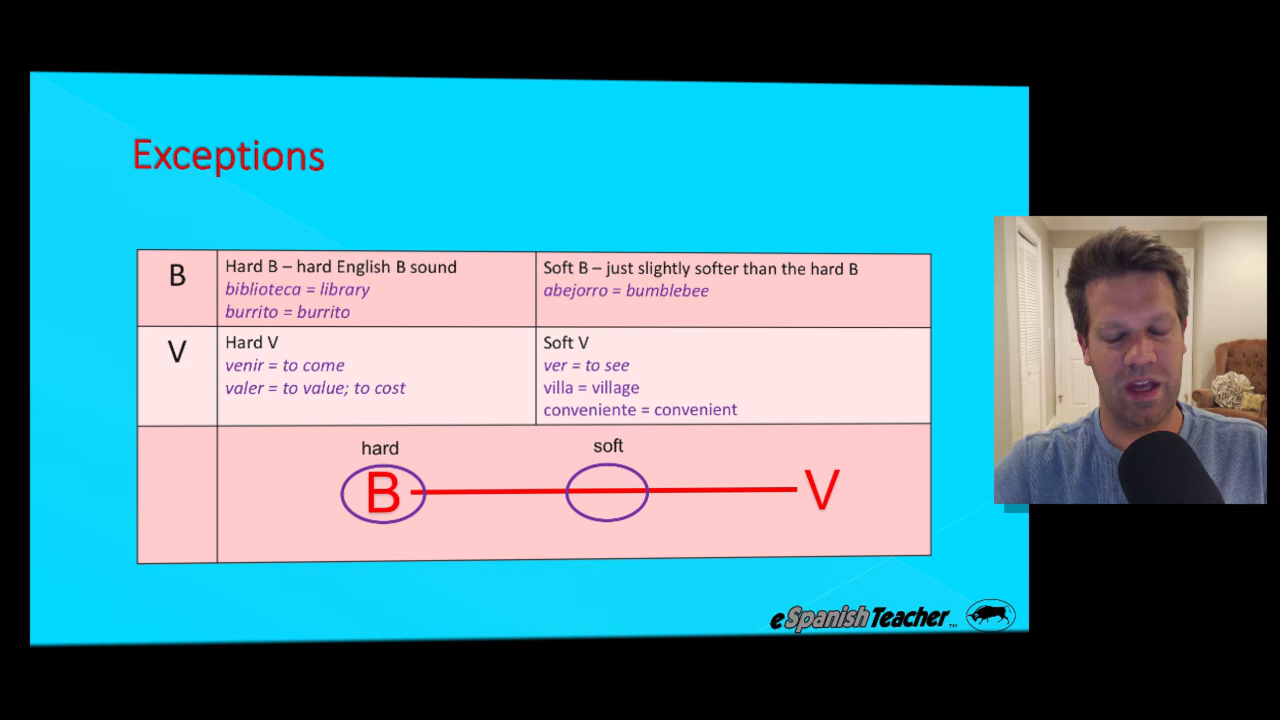 Exceptions
B
Hard B – hard English B sound
biblioteca = library
burrito = burrito
Soft B – just slightly softer than the hard B
abejorro = bumblebee
V
Hard V
venir = to come
valer = to value; to cost
Soft V
ver = to see
villa = village
conveniente = convenient
hard
soft
B
V
eSpanishTeacher™